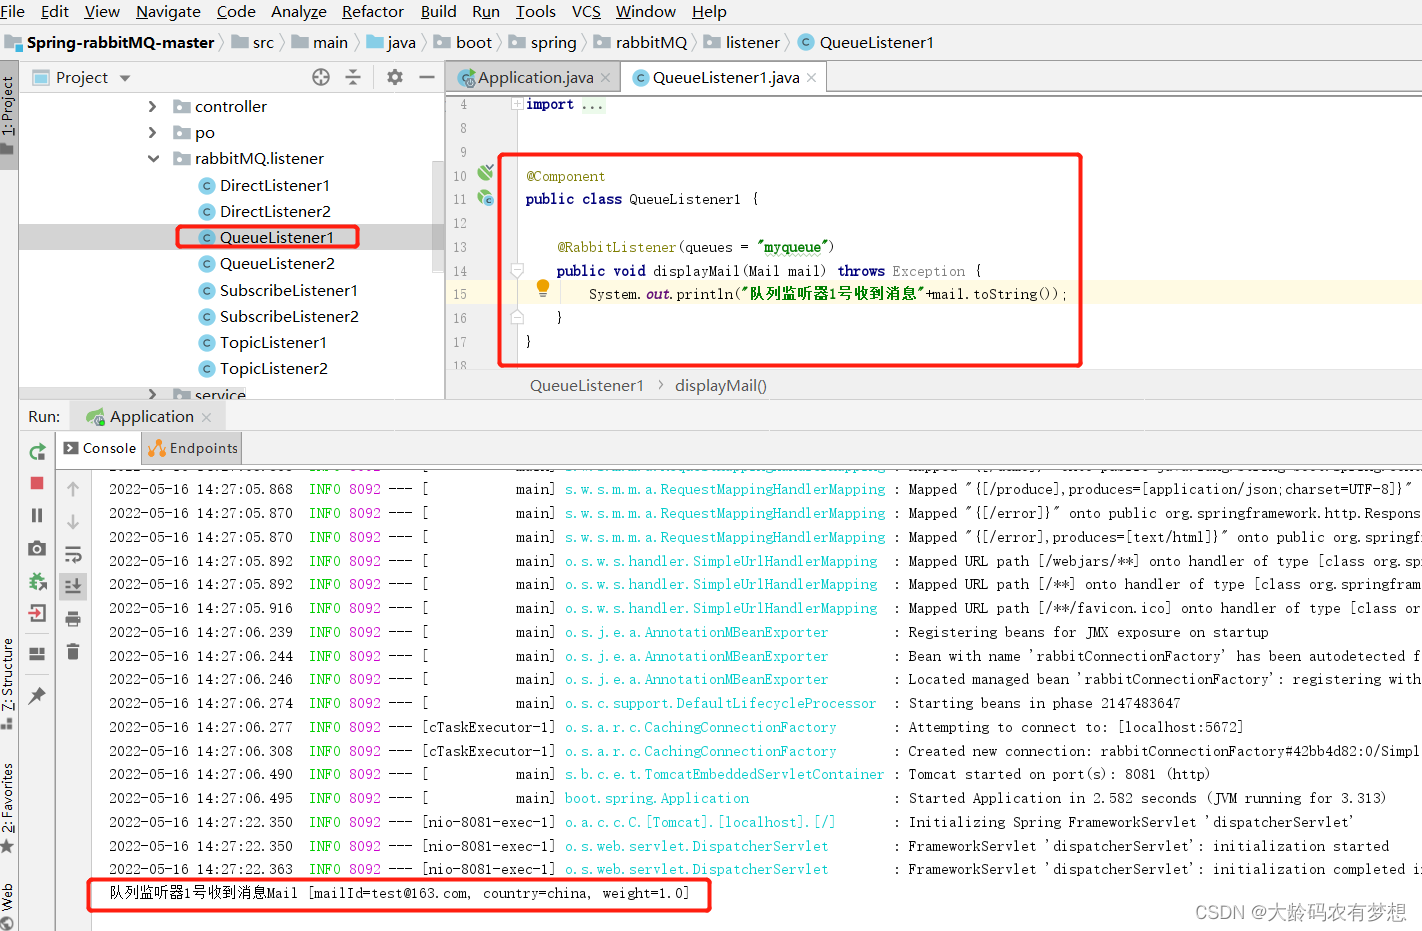 File Edit View Navigate Code Analyze Refactor Build Run Tools VCS Window Help
Spring-rabbitMQ-master src main java boot spring rabbitMQ listener QueueListener1
1: Project
Project
controller
po
rabbitMQ.listener
DirectListener1
DirectListener2
QueueListener1
QueueListener2
SubscribeListener1
SubscribeListener2
TopicListener1
TopicListener2
service
Application.java QueueListener1.java
4 import ...
8
9
10 @Component
11 public class QueueListener1 {
12
13 @RabbitListener(queues = "myqueue")
14 public void displayMail(Mail mail) throws Exception {
15 System.out.println("队列监听器1号收到消息"+mail.toString());
16 }
17 }
18
QueueListener1 displayMail()
Run: Application
Console Endpoints
2022-05-16 14:27:05.868 INFO 8092 --- [ main] s.w.s.m.m.a.RequestMappingHandlerMapping : Mapped "{[/produce],produces=[application/json;charset=UTF-8]}"
2022-05-16 14:27:05.870 INFO 8092 --- [ main] s.w.s.m.m.a.RequestMappingHandlerMapping : Mapped "{[/error]}" onto public org.springframework.http.Respons
2022-05-16 14:27:05.870 INFO 8092 --- [ main] s.w.s.m.m.a.RequestMappingHandlerMapping : Mapped "{[/error],produces=[text/html]}" onto public org.springf
2022-05-16 14:27:05.892 INFO 8092 --- [ main] o.s.w.s.handler.SimpleUrlHandlerMapping : Mapped URL path [/webjars/**] onto handler of type [class org.sp
2022-05-16 14:27:05.892 INFO 8092 --- [ main] o.s.w.s.handler.SimpleUrlHandlerMapping : Mapped URL path [/**] onto handler of type [class org.springfram
2022-05-16 14:27:05.916 INFO 8092 --- [ main] o.s.w.s.handler.SimpleUrlHandlerMapping : Mapped URL path [/**/favicon.ico] onto handler of type [class or
2022-05-16 14:27:06.239 INFO 8092 --- [ main] o.s.j.e.a.AnnotationMBeanExporter : Registering beans for JMX exposure on startup
2022-05-16 14:27:06.244 INFO 8092 --- [ main] o.s.j.e.a.AnnotationMBeanExporter : Bean with name 'rabbitConnectionFactory' has been autodetected f
2022-05-16 14:27:06.246 INFO 8092 --- [ main] o.s.j.e.a.AnnotationMBeanExporter : Located managed bean 'rabbitConnectionFactory': registering with
2022-05-16 14:27:06.274 INFO 8092 --- [ main] o.s.c.support.DefaultLifecycleProcessor : Starting beans in phase 2147483647
2022-05-16 14:27:06.277 INFO 8092 --- [cTaskExecutor-1] o.s.a.r.c.CachingConnectionFactory : Attempting to connect to: [localhost:5672]
2022-05-16 14:27:06.308 INFO 8092 --- [cTaskExecutor-1] o.s.a.r.c.CachingConnectionFactory : Created new connection: rabbitConnectionFactory#42bb4d82:0/Simpl
2022-05-16 14:27:06.490 INFO 8092 --- [ main] s.b.c.e.t.TomcatEmbeddedServletContainer : Tomcat started on port(s): 8081 (http)
2022-05-16 14:27:06.495 INFO 8092 --- [ main] boot.spring.Application : Started Application in 2.582 seconds (JVM running for 3.313)
2022-05-16 14:27:22.350 INFO 8092 --- [nio-8081-exec-1] o.a.c.c.C.[Tomcat].[localhost].[/] : Initializing Spring FrameworkServlet 'dispatcherServlet'
2022-05-16 14:27:22.350 INFO 8092 --- [nio-8081-exec-1] o.s.web.servlet.DispatcherServlet : FrameworkServlet 'dispatcherServlet': initialization started
2022-05-16 14:27:22.363 INFO 8092 --- [nio-8081-exec-1] o.s.web.servlet.DispatcherServlet : FrameworkServlet 'dispatcherServlet': initialization completed i
队列监听器1号收到消息Mail [mailId=test@163.com, country=china, weight=1.0]
Z: Structure
2: Favorites
Web
CSDN @大龄码农有梦想